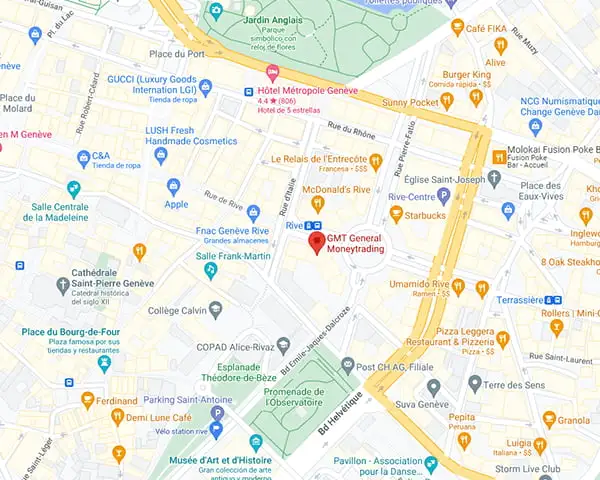 Toilettes publiques
Jardin Anglais
Parque
simbólico con
reloj de flores
Café FIKA
Rue Muzy
Alive
Pl. du Lac
Place du Port
GUCCI (Luxury Goods
Internation LGI)
Tienda de ropa
Hôtel Métropole Genève
4.4 ★ (806)
Hotel de 5 estrellas
Burger King
Comida rápida • $$
Sunny Pocket
NCG Numismatique
Change Genève
Place du
Molard
Rue Robert-Céard
en M Genève
LUSH Fresh
Handmade Cosmetics
Rue du Rhône
Rue Pierre-Fatio
C&A
Tienda de ropa
Le Relais de l'Entrecôte
Francesa • $$$
Molokai Fusion Poke B
Fusion Poke
Bar - Accueil
Apple
Rue d'Italie
McDonald's Rive
Église Saint-Joseph
Place des
Eaux-Vives
Salle Centrale
de la Madeleine
Rue de Rive
Rive-Centre
Fnac Genève Rive
Grandes almacenes
Rive
Starbucks
GMT General
Moneytrading
Inglewo
Hamburg
Salle Frank-Martin
8 Oak Steakho
Cathédrale
Saint-Pierre Genève
Catedral histórica
del siglo XII
Umamido Rive
Ramen • $$
Terrassière
Collège Calvin
Rollers | Mini-
Place du Bourg-de-Four
Plaza famosa por sus
tiendas y restaurantes
COPAD Alice-Rivaz
Bd Emile-Jaques-Dalcroze
Pizza Leggera
Restaurant & Pizzeria
Pizza • $$
Rue Saint-Laurent
Esplanade
Théodore-de-Bèze
Post CH AG, Filiale
Terre des Sens
Ferdinand
Parking Saint-Antoine
Promenade de
l'Observatoire
Bd Helvétique
Suva Genève
Demi Lune Café
Vélo station rive
Pepita
Peruana
Granola
Rue Saint-Léger
Musée d'Art et d'Histoire
Gran colección de arte
antiguo y moderno
Pavillon - Association
pour la Danse...
Luigia
Italiana • $$
Storm Live Club